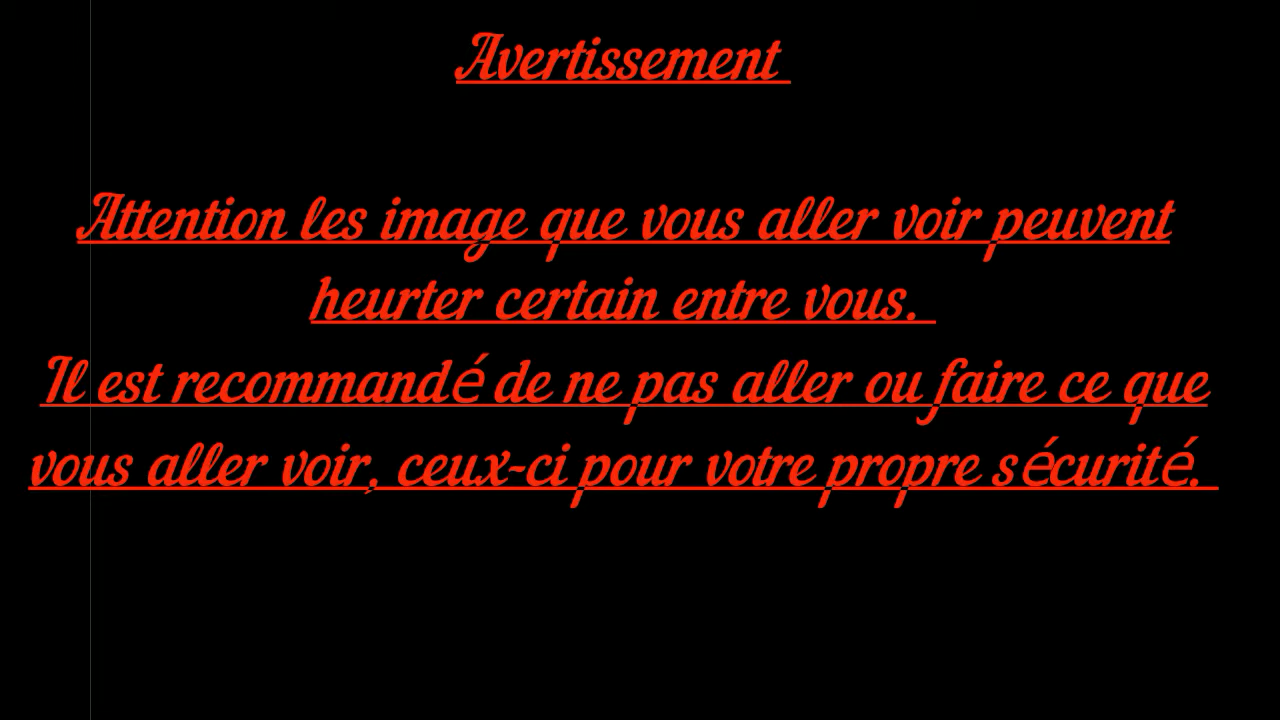 Avertissement
Attention les image que vous aller voir peuvent
heurter certain entre vous.
Il est recommandé de ne pas aller ou faire ce que
vous aller voir, ceux-ci pour votre propre sécurité.